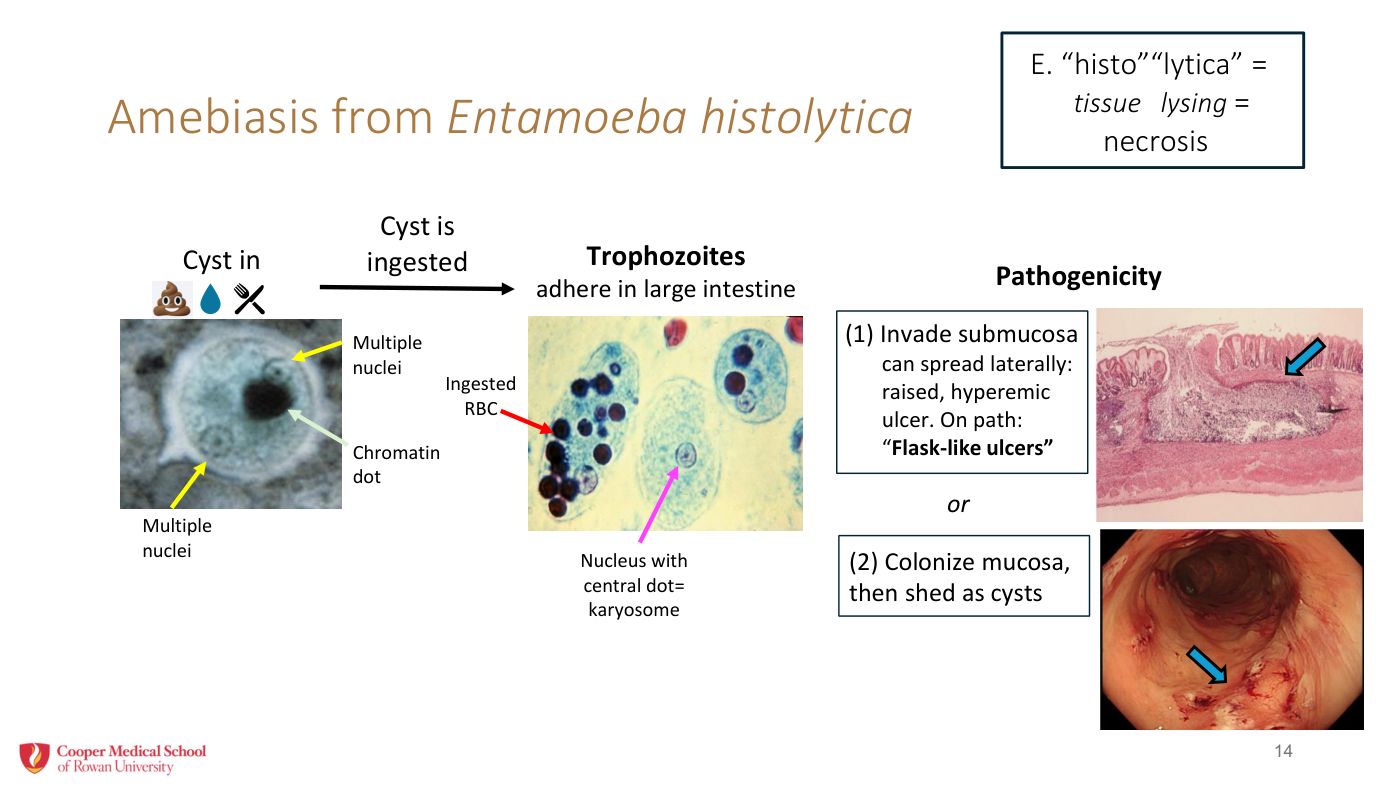 E. “histo”“lytica” =
tissue lysing =
necrosis
Amebiasis from Entamoeba histolytica
Cyst in
Cyst is
ingested
Trophozoites
adhere in large intestine
Pathogenicity
Multiple
nuclei
Chromatin
dot
Multiple
nuclei
Ingested
RBC
Nucleus with
central dot=
karyosome
(1) Invade submucosa
can spread laterally:
raised, hyperemic
ulcer. On path:
“Flask-like ulcers”
or
(2) Colonize mucosa,
then shed as cysts
Cooper Medical School
of Rowan University
14